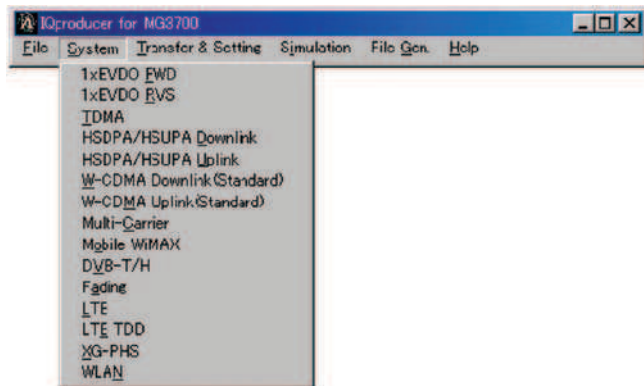 IQproducer for MG3700
File System Transfer & Setting Simulation File Gen. Help
1xEVDO FWD
1xEVDO RVS
TDMA
HSDPA/HSUPA Downlink
HSDPA/HSUPA Uplink
W-CDMA Downlink(Standard)
W-CDMA Uplink(Standard)
Multi-Carrier
Mobile WiMAX
DVB-T/H
Fading
LTE
LTE TDD
XG-PHS
WLAN